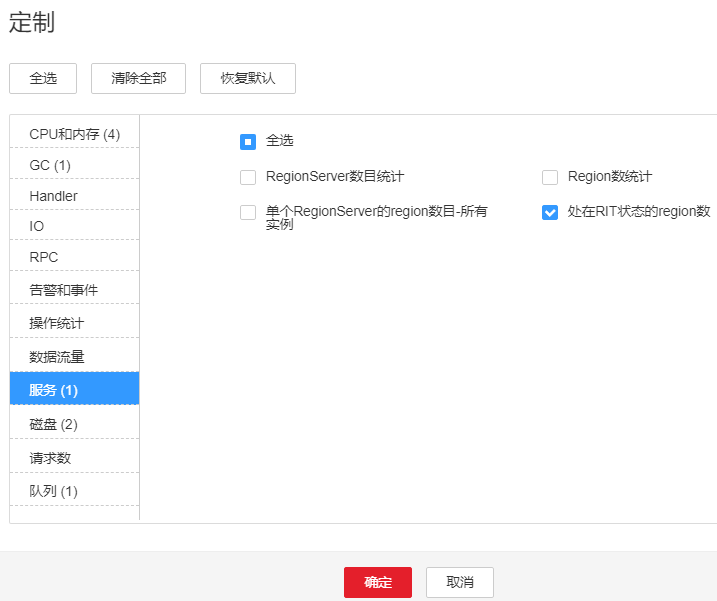 定制
全选 清除全部 恢复默认
CPU和内存 (4)
GC (1)
Handler
IO
RPC
告警和事件
操作统计
数据流量
服务 (1)
磁盘 (2)
请求数
队列 (1)
全选
RegionServer数目统计 Region数统计
单个RegionServer的region数目-所有
实例
处在RIT状态的region数
确定 取消